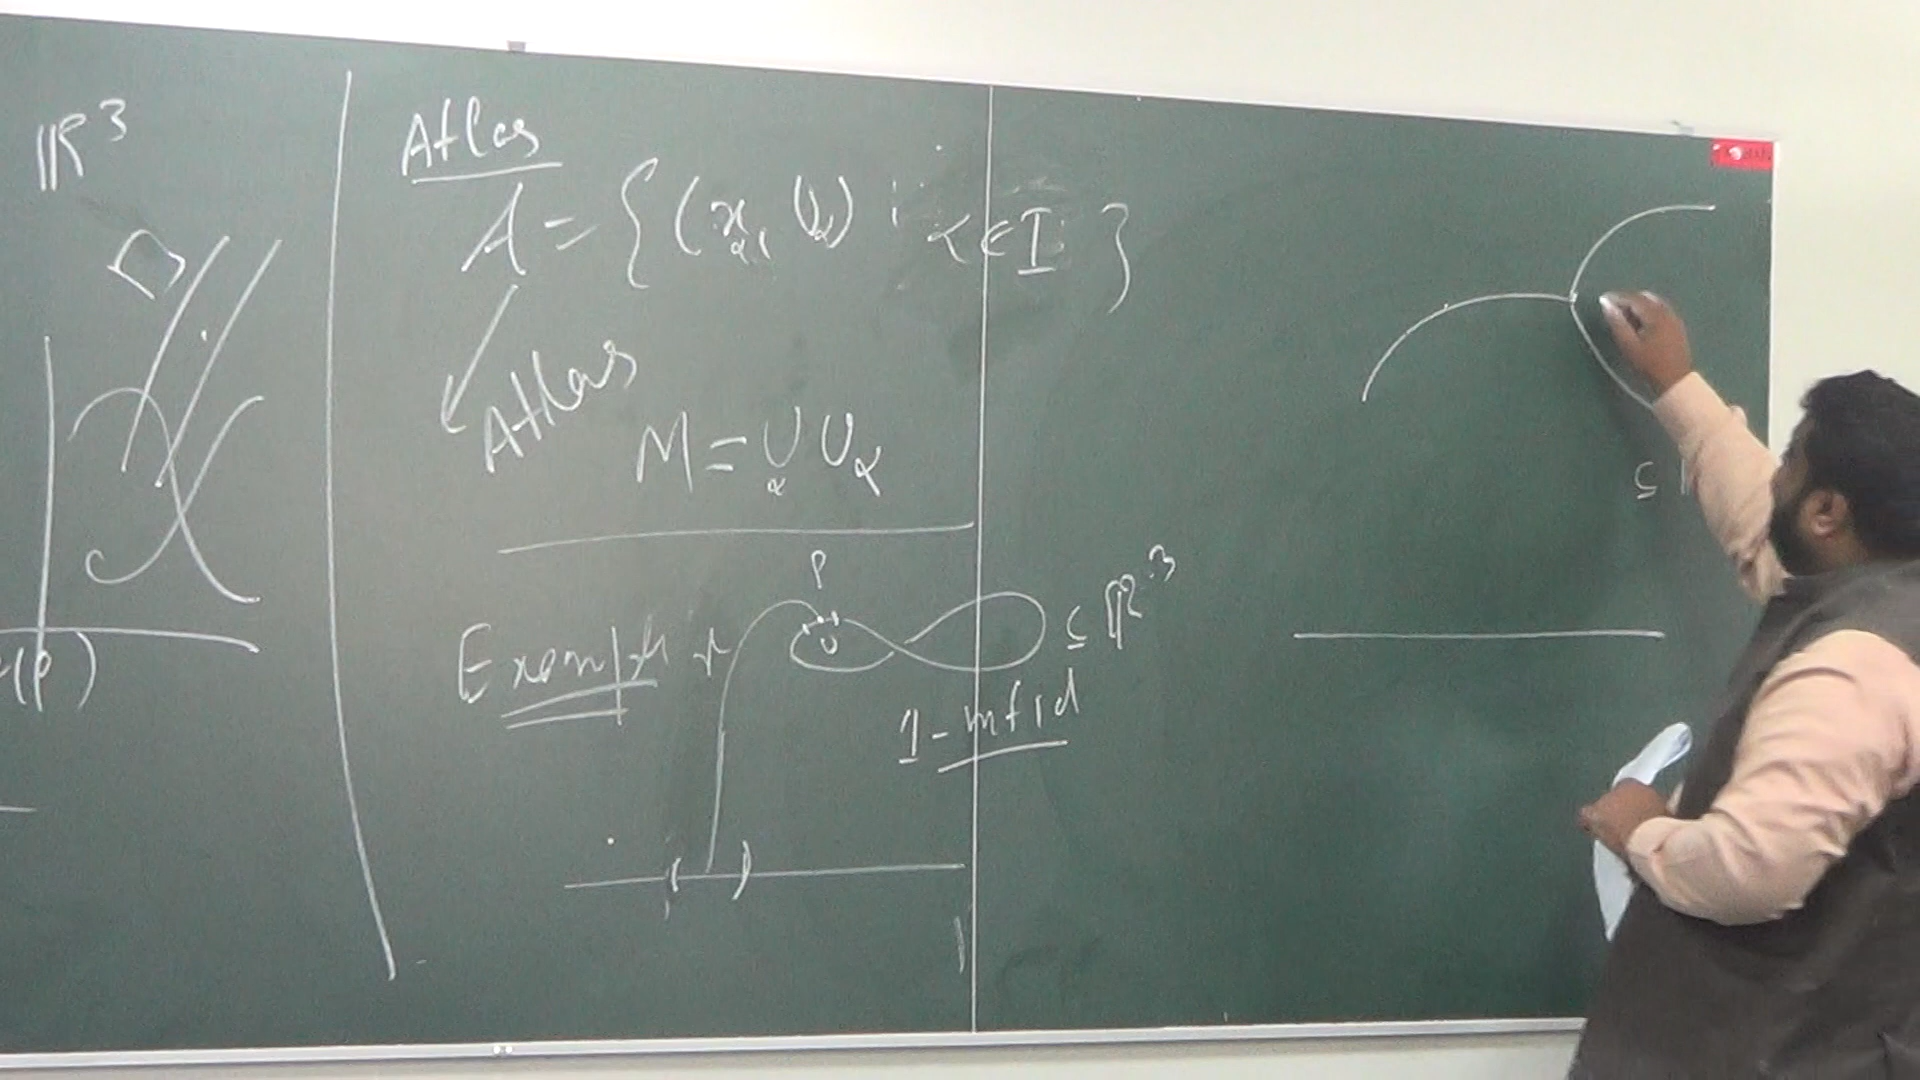 ℝ³
(p)
Atlas
A = { (x_α, U_α) : α ∈ I }
Atlas
M = ∪_α U_α
P
Example
U
⊆ ℝ³
1-mfld
⊆